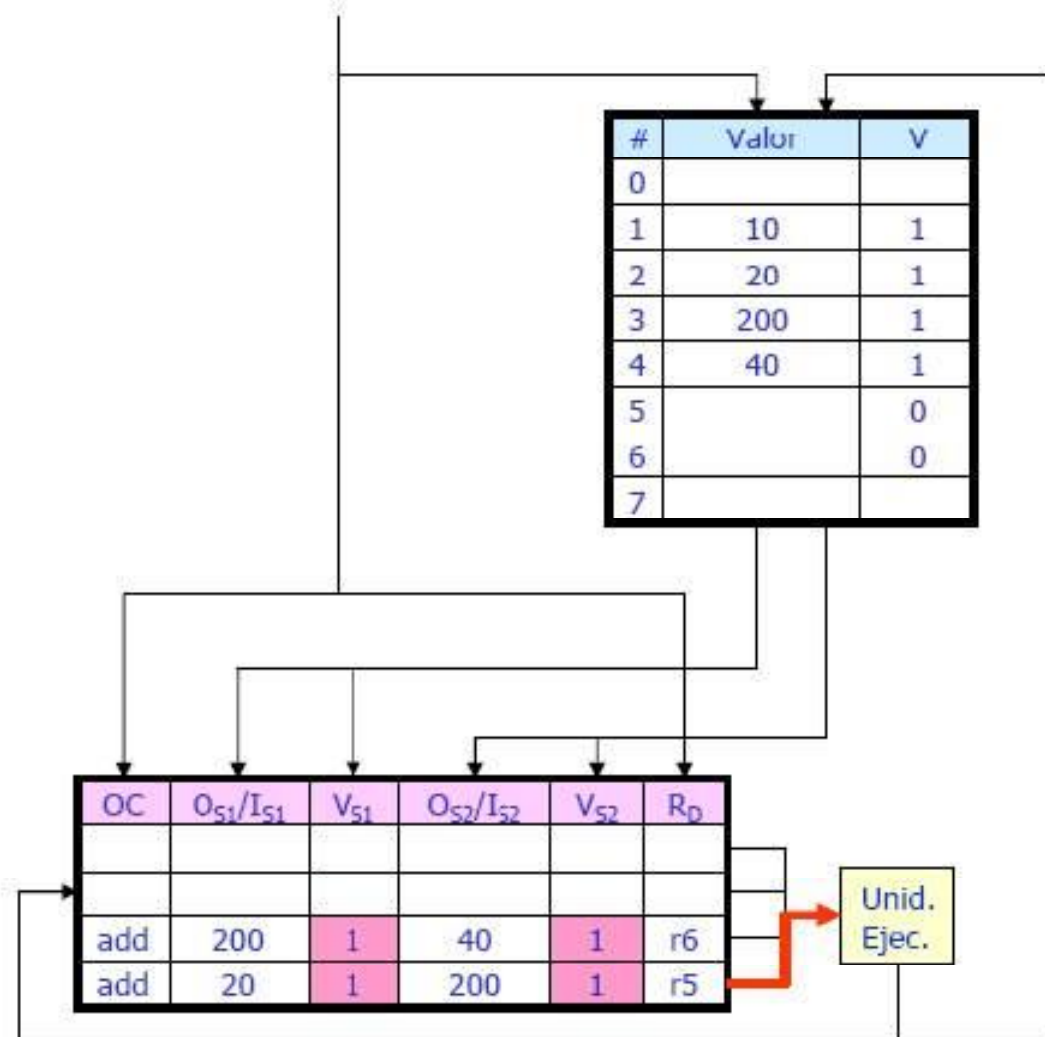 # Valor V
0
1 10 1
2 20 1
3 200 1
4 40 1
5 0
6 0
7
OC 0S1/IS1 VS1 OS2/IS2 VS2 RD
add 200 1 40 1 r6
add 20 1 200 1 r5
Unid.
Ejec.